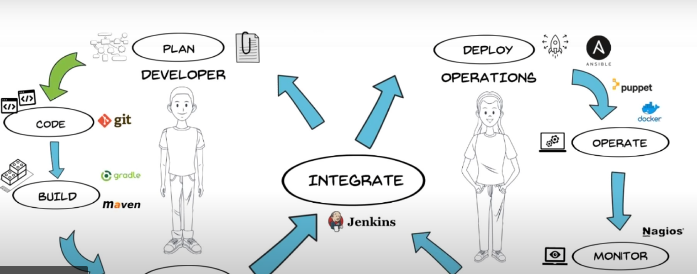 PLAN
DEVELOPER
DEPLOY
OPERATIONS
ANSIBLE
puppet
docker
CODE
git
OPERATE
gradle
BUILD
maven
INTEGRATE
Jenkins
Nagios
MONITOR